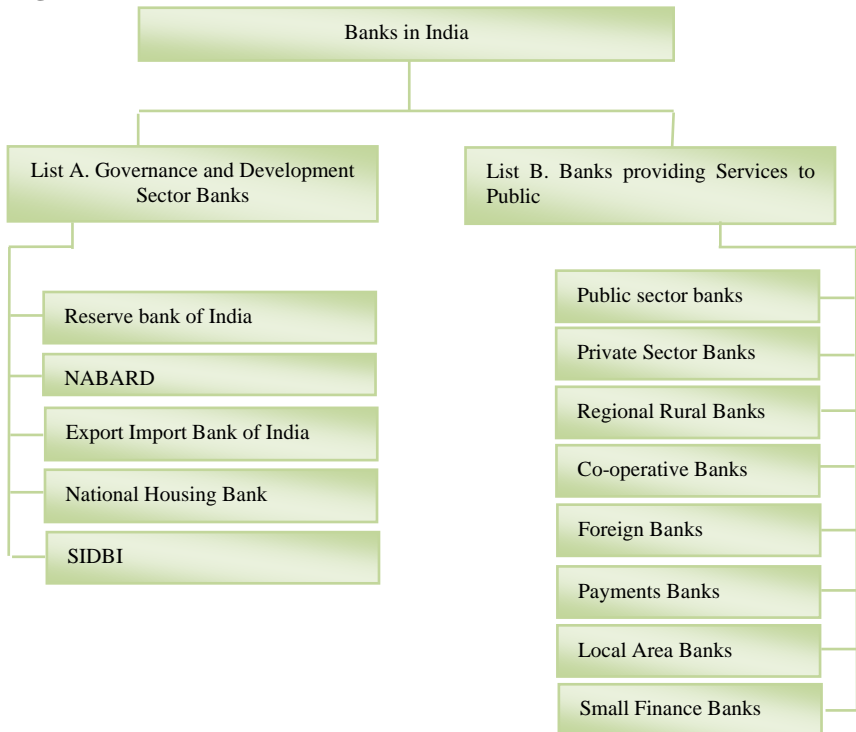 Banks in India
List A. Governance and Development
Sector Banks
List B. Banks providing Services to
Public
Reserve bank of India
NABARD
Export Import Bank of India
National Housing Bank
SIDBI
Public sector banks
Private Sector Banks
Regional Rural Banks
Co-operative Banks
Foreign Banks
Payments Banks
Local Area Banks
Small Finance Banks